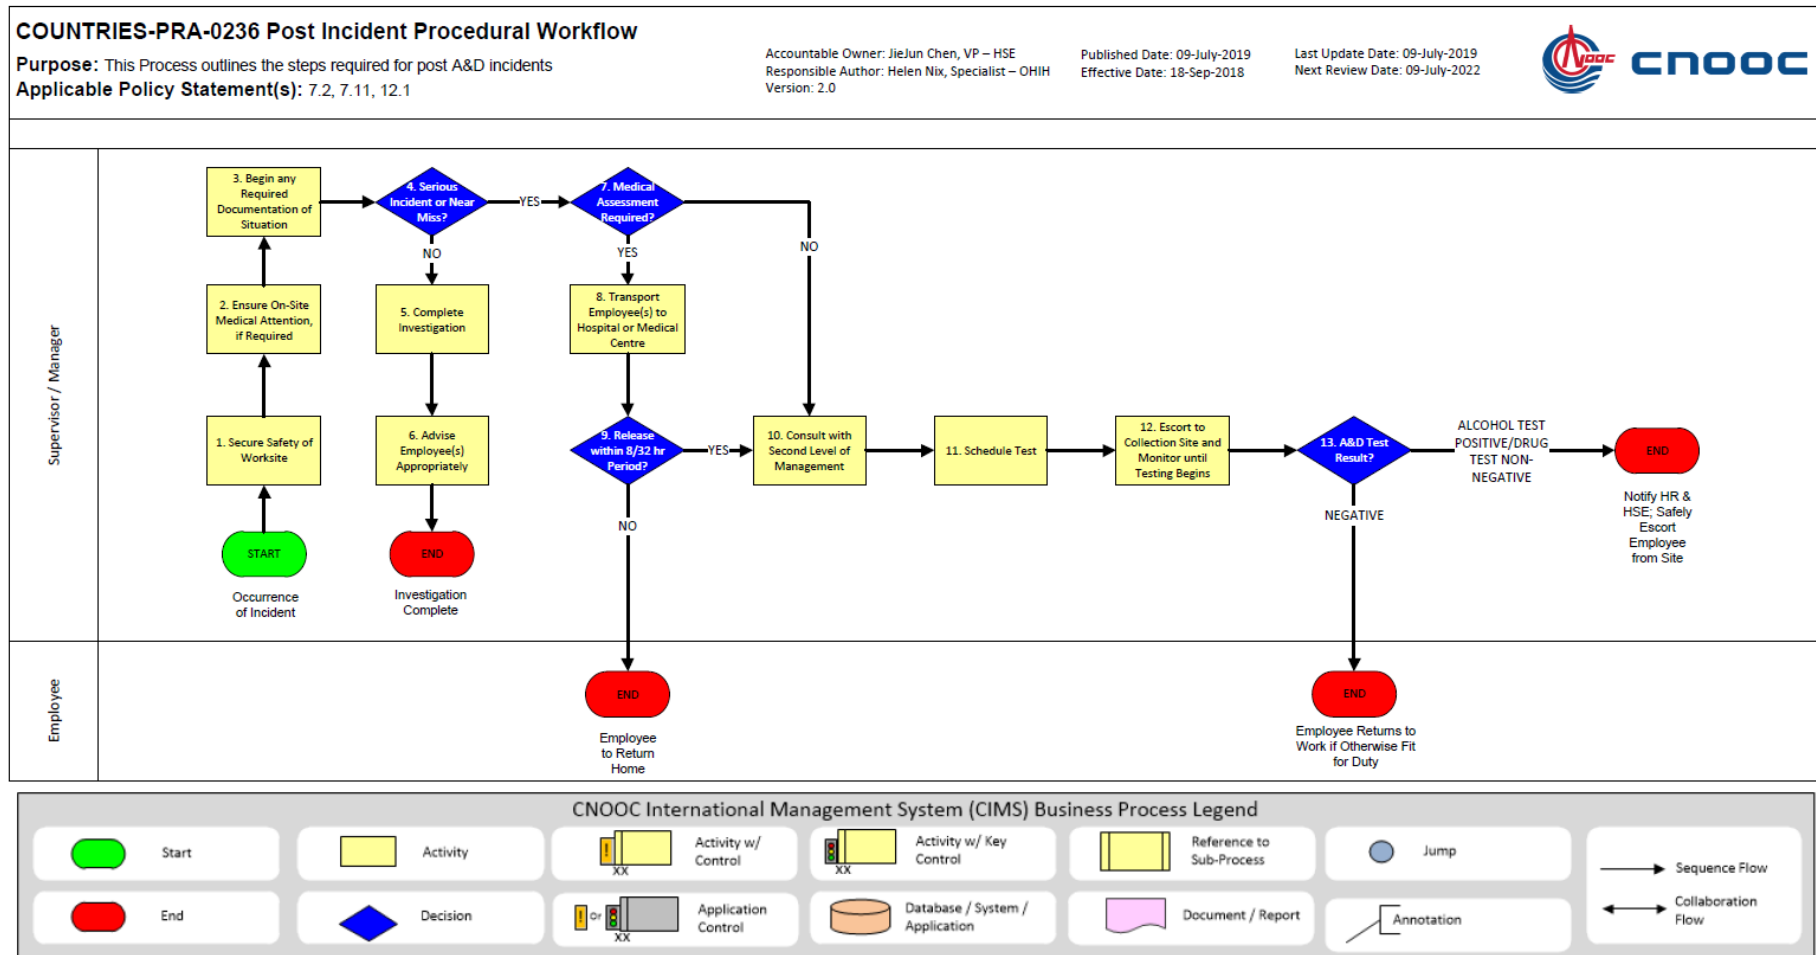 COUNTRIES-PRA-0236 Post Incident Procedural Workflow
Purpose: This Process outlines the steps required for post A&D incidents
Applicable Policy Statement(s): 7.2, 7.11, 12.1
Accountable Owner: JieJun Chen, VP – HSE
Responsible Author: Helen Nix, Specialist – OHIH
Version: 2.0
Published Date: 09-July-2019
Effective Date: 18-Sep-2018
Last Update Date: 09-July-2019
Next Review Date: 09-July-2022
NOOC
CNOOC
Supervisor / Manager
3. Begin any
Required
Documentation of
Situation
4. Serious
Incident or Near
Miss?
YES
7. Medical
Assessment
Required?
NO
YES
NO
2. Ensure On-Site
Medical Attention,
if Required
5. Complete
Investigation
8. Transport
Employee(s) to
Hospital or Medical
Centre
1. Secure Safety of
Worksite
6. Advise
Employee(s)
Appropriately
9. Release
within 8/32 hr
Period?
YES
10. Consult with
Second Level of
Management
11. Schedule Test
12. Escort to
Collection Site and
Monitor until
Testing Begins
13. A&D Test
Result?
ALCOHOL TEST
POSITIVE/DRUG
TEST NON-
NEGATIVE
END
Notify HR &
HSE; Safely
Escort
Employee
from Site
NO
NEGATIVE
START
Occurrence
of Incident
END
Investigation
Complete
Employee
END
Employee
to Return
Home
END
Employee Returns to
Work if Otherwise Fit
for Duty
CNOOC International Management System (CIMS) Business Process Legend
Start
Activity
!
XX
Activity w/
Control
XX
Activity w/ Key
Control
Reference to
Sub-Process
Jump
Sequence Flow
End
Decision
! Or
XX
Application
Control
Database / System /
Application
Document / Report
Annotation
Collaboration
Flow